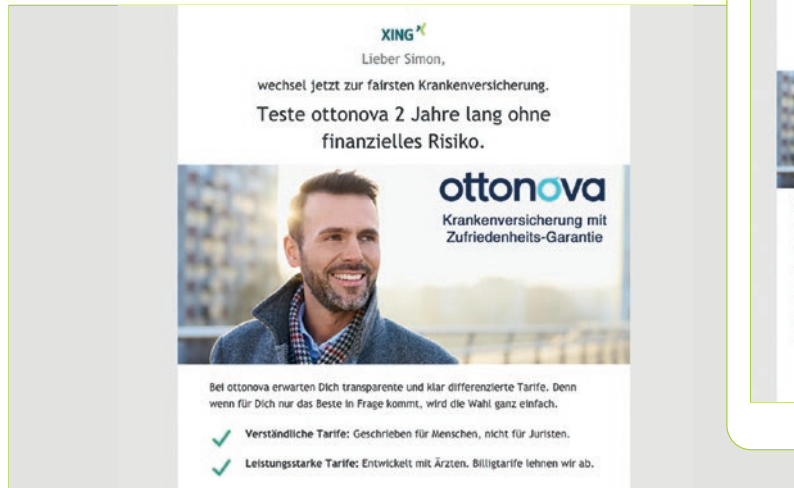 XING
Lieber Simon,
wechsel jetzt zur fairsten Krankenversicherung.
Teste ottonova 2 Jahre lang ohne
finanzielles Risiko.
ottonova
Krankenversicherung mit
Zufriedenheits-Garantie
Bei ottonova erwarten Dich transparente und klar differenzierte Tarife. Denn
wenn für Dich nur das Beste in Frage kommt, wird die Wahl ganz einfach.
Verständliche Tarife: Geschrieben für Menschen, nicht für Juristen.
Leistungsstarke Tarife: Entwickelt mit Ärzten. Billigtarife lehnen wir ab.